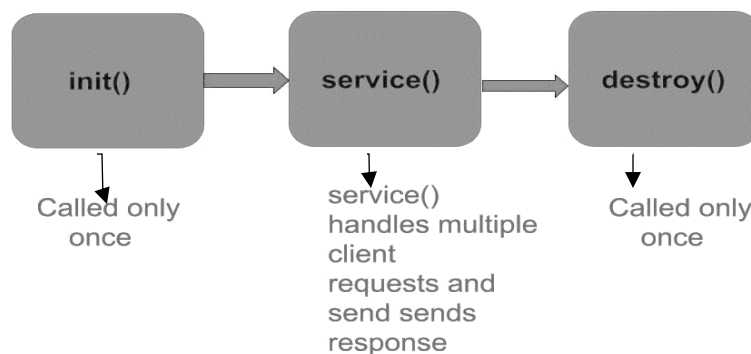 init()
service()
destroy()
Called only
once
service()
handles multiple
client
requests and
send sends
response
Called only
once